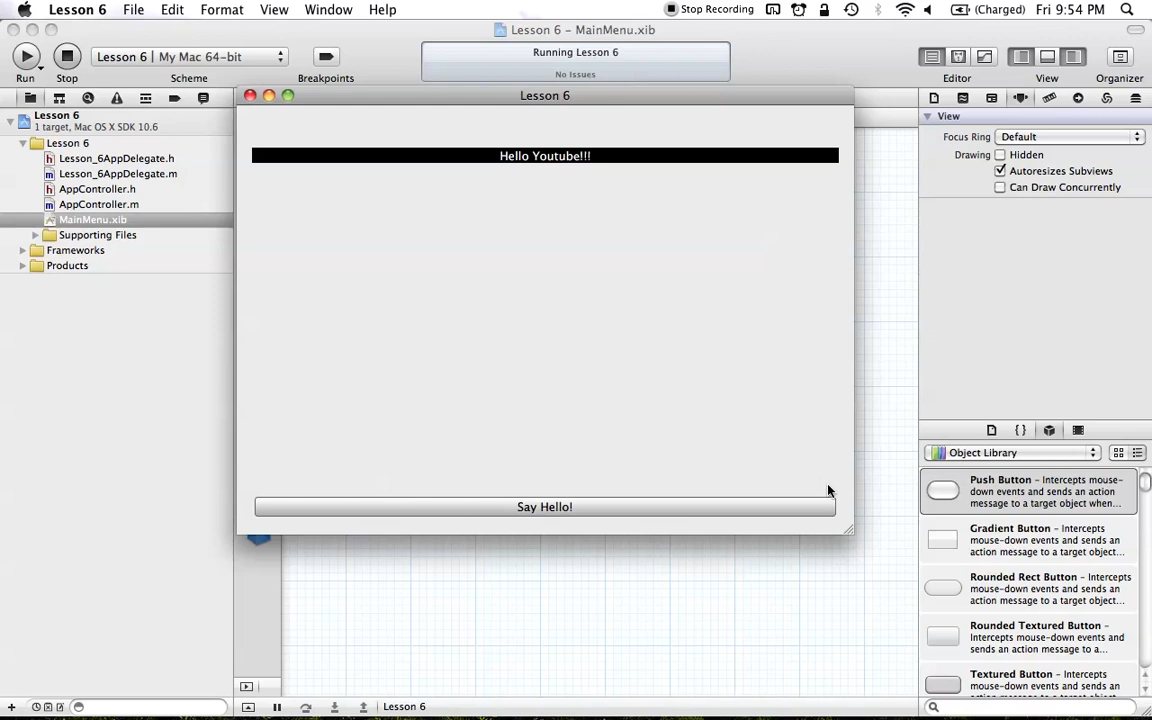 Lesson 6 File Edit Format View Window Help Stop Recording (Charged) Fri 9:54 PM
Lesson 6 – MainMenu.xib
Lesson 6 | My Mac 64-bit
Running Lesson 6
No Issues
Run Stop Scheme Breakpoints Editor View Organizer
Lesson 6
Lesson 6
1 target, Mac OS X SDK 10.6
Lesson 6
Lesson_6AppDelegate.h
Lesson_6AppDelegate.m
AppController.h
AppController.m
MainMenu.xib
Supporting Files
Frameworks
Products
Hello Youtube!!!
Say Hello!
View
Focus Ring Default
Drawing Hidden
Autoresizes Subviews
Can Draw Concurrently
Object Library
Push Button – Intercepts mouse-
down events and sends an action
message to a target object when...
Gradient Button – Intercepts
mouse-down events and sends an
action message to a target object...
Rounded Rect Button – Intercepts
mouse-down events and sends an
action message to a target object...
Rounded Textured Button –
Intercepts mouse-down events and
sends an action message to a...
Textured Button – Intercepts
mouse-down events and sends an
Lesson 6